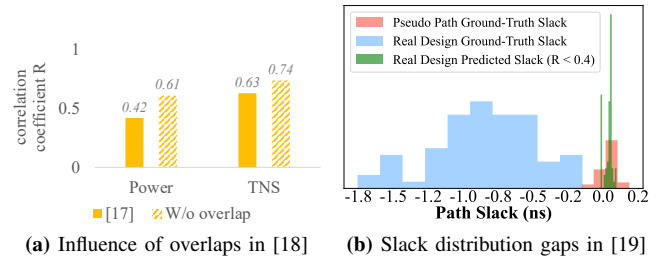 correlation
coefficient R
1
0.5
0
0.42
0.61
0.63
0.74
Power
TNS
[17]
W/o overlap
(a) Influence of overlaps in [18]
Pseudo Path Ground-Truth Slack
Real Design Ground-Truth Slack
Real Design Predicted Slack (R < 0.4)
-1.8 -1.5 -1.2 -1.0 -0.8 -0.5 -0.2 0.0 0.2
Path Slack (ns)
(b) Slack distribution gaps in [19]